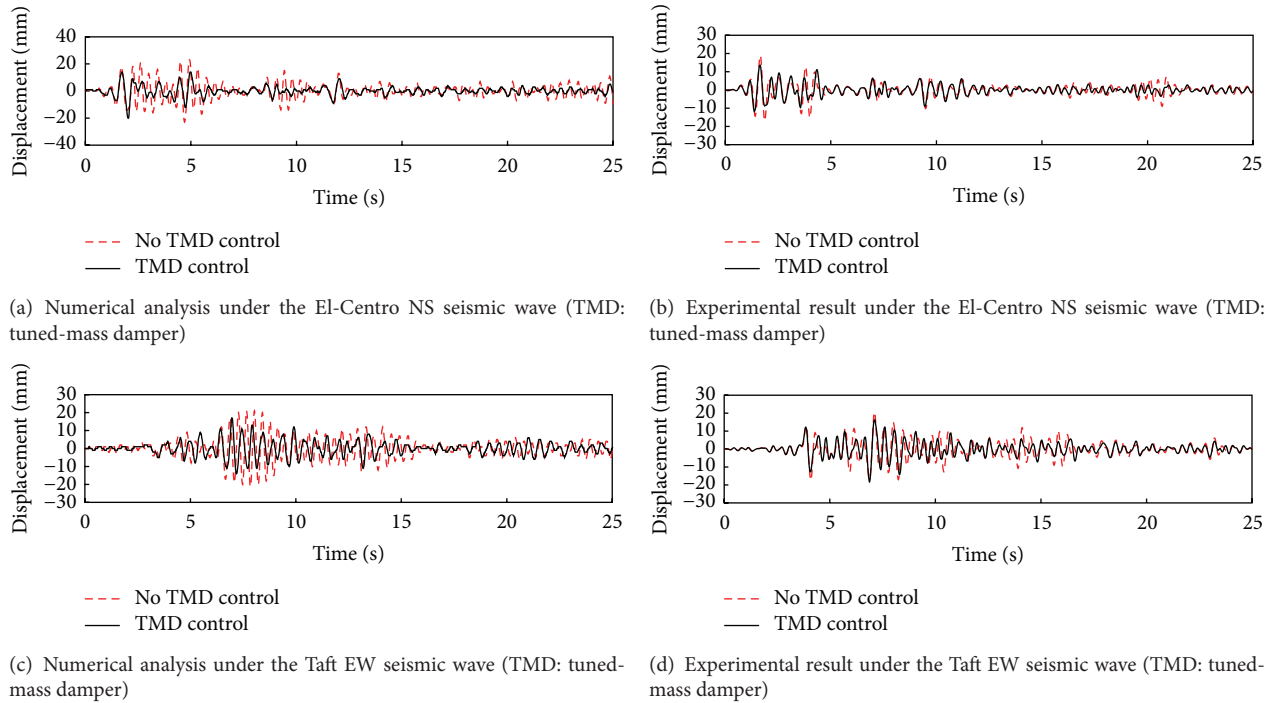 Displacement (mm)
40
20
0
−20
−40
0
5
10
15
20
25
Time (s)
No TMD control
TMD control
(a) Numerical analysis under the El-Centro NS seismic wave (TMD:
tuned-mass damper)
Displacement (mm)
30
20
10
0
−10
−20
−30
0
5
10
15
20
25
Time (s)
No TMD control
TMD control
(b) Experimental result under the El-Centro NS seismic wave (TMD:
tuned-mass damper)
Displacement (mm)
30
20
10
0
−10
−20
−30
0
5
10
15
20
25
Time (s)
No TMD control
TMD control
(c) Numerical analysis under the Taft EW seismic wave (TMD: tuned-
mass damper)
Displacement (mm)
30
20
10
0
−10
−20
−30
0
5
10
15
20
25
Time (s)
No TMD control
TMD control
(d) Experimental result under the Taft EW seismic wave (TMD: tuned-
mass damper)